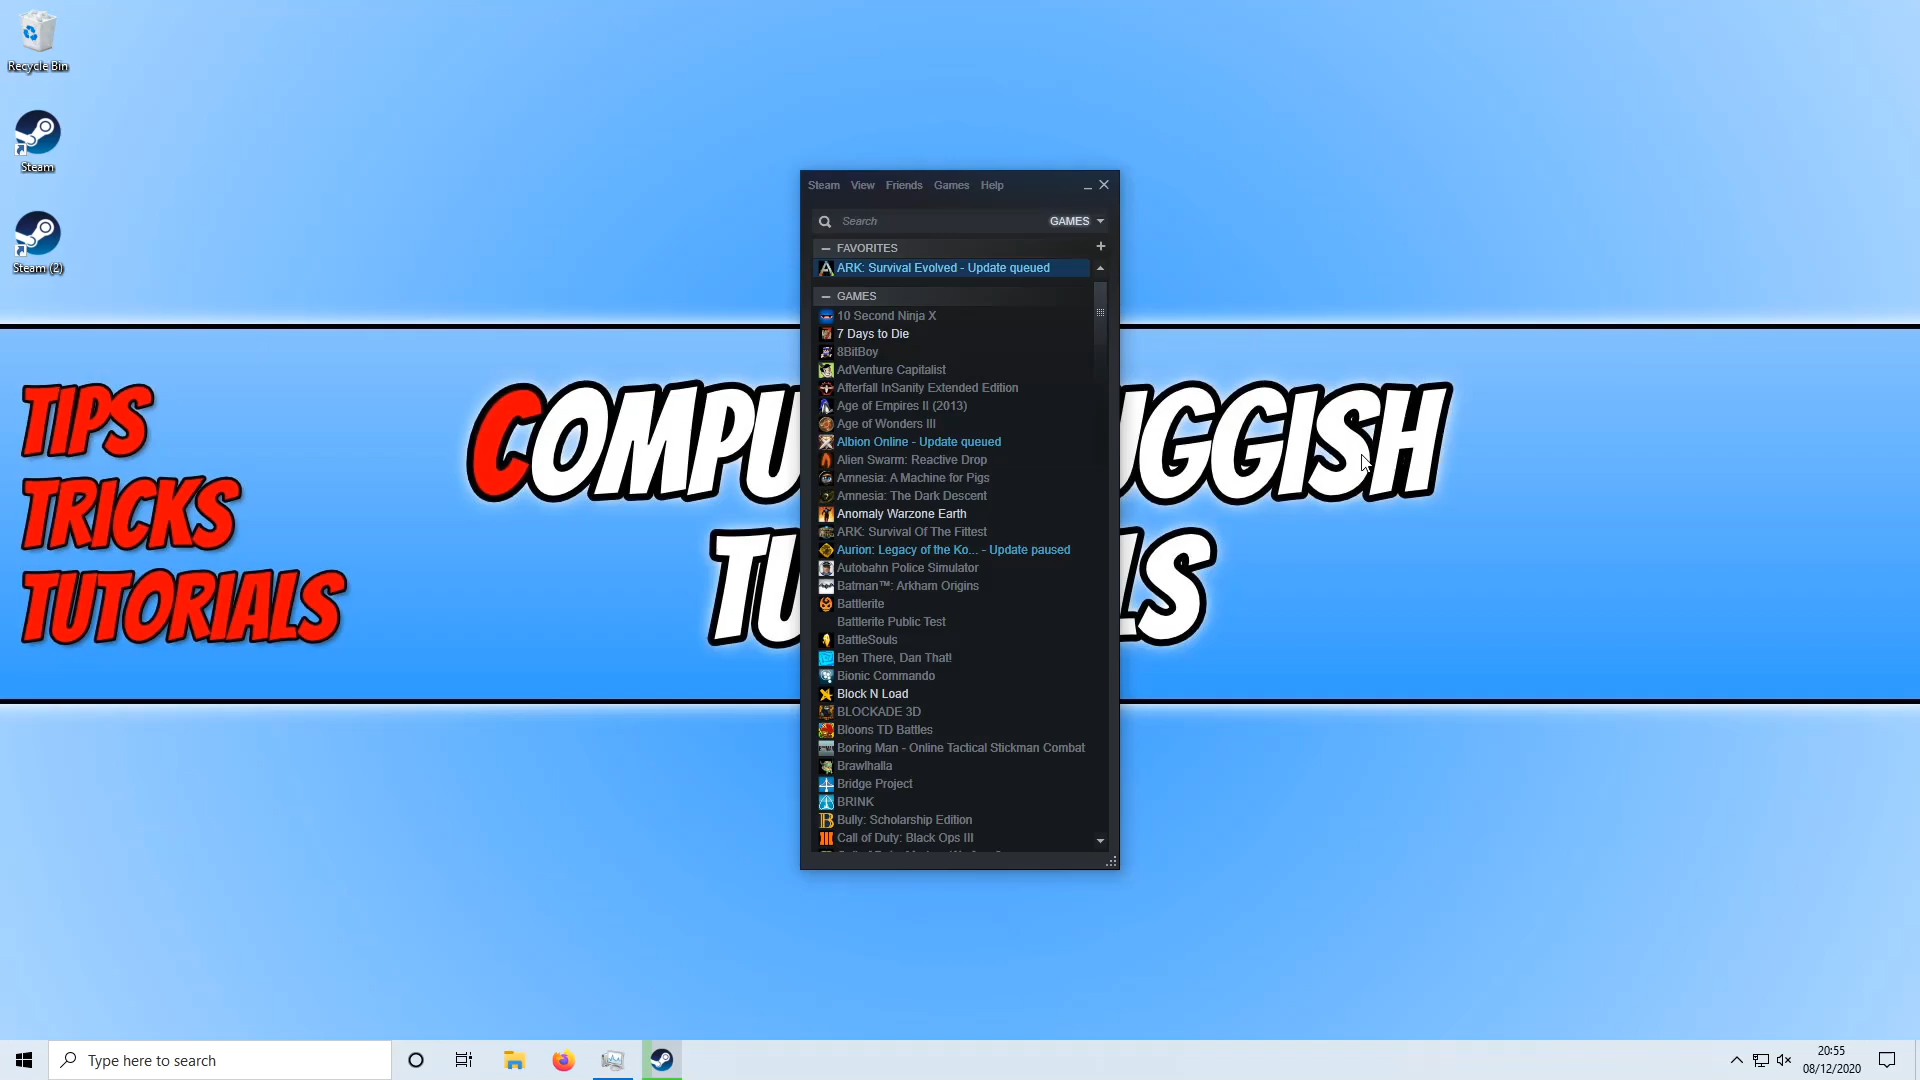 Recycle Bin
Steam
Steam (2)
TIPS
TRICKS
TUTORIALS
COMPU GGISH
TU LS
Steam View Friends Games Help
Search GAMES
FAVORITES
ARK: Survival Evolved - Update queued
GAMES
10 Second Ninja X
7 Days to Die
8BitBoy
AdVenture Capitalist
Afterfall InSanity Extended Edition
Age of Empires II (2013)
Age of Wonders III
Albion Online - Update queued
Alien Swarm: Reactive Drop
Amnesia: A Machine for Pigs
Amnesia: The Dark Descent
Anomaly Warzone Earth
ARK: Survival Of The Fittest
Aurion: Legacy of the Ko... - Update paused
Autobahn Police Simulator
Batman™: Arkham Origins
Battlerite
Battlerite Public Test
BattleSouls
Ben There, Dan That!
Bionic Commando
Block N Load
BLOCKADE 3D
Bloons TD Battles
Boring Man - Online Tactical Stickman Combat
Brawlhalla
Bridge Project
BRINK
Bully: Scholarship Edition
Call of Duty: Black Ops III
Type here to search
20:55
08/12/2020